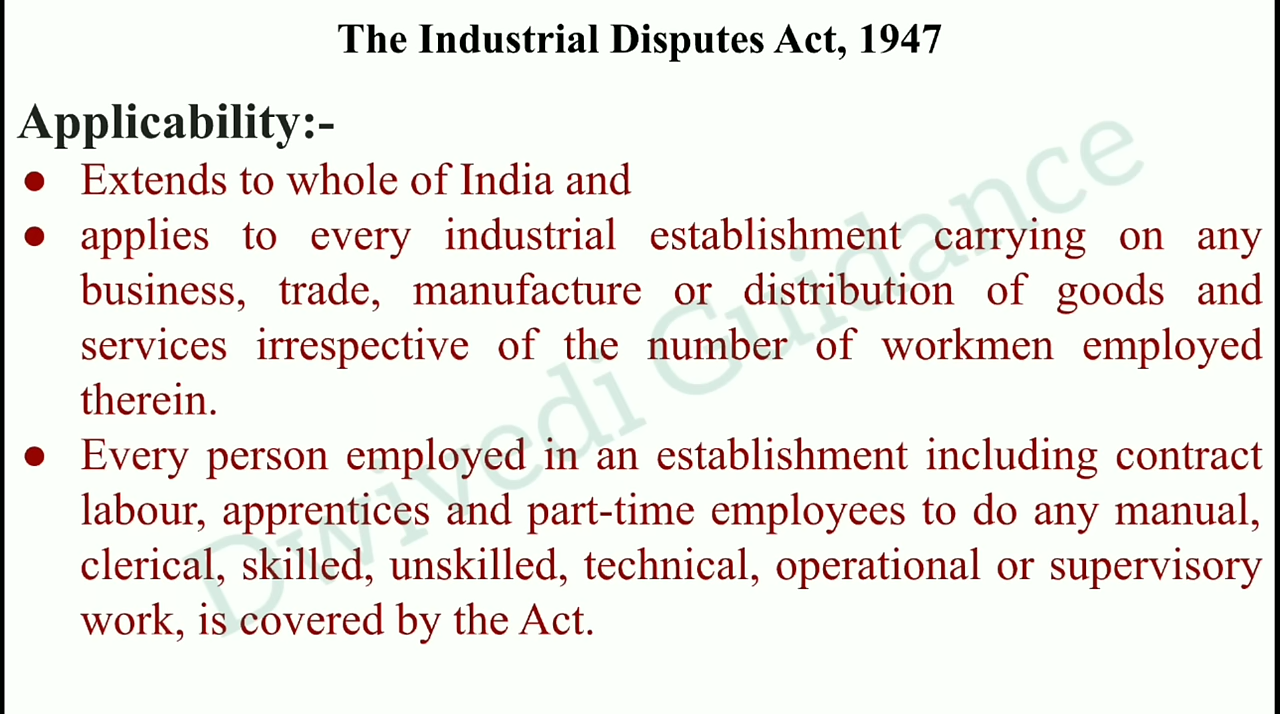 The Industrial Disputes Act, 1947
Applicability:-
● Extends to whole of India and
● applies to every industrial establishment carrying on any
business, trade, manufacture or distribution of goods and
services irrespective of the number of workmen employed
therein.
● Every person employed in an establishment including contract
labour, apprentices and part-time employees to do any manual,
clerical, skilled, unskilled, technical, operational or supervisory
work, is covered by the Act.
Dwivedi Guidance